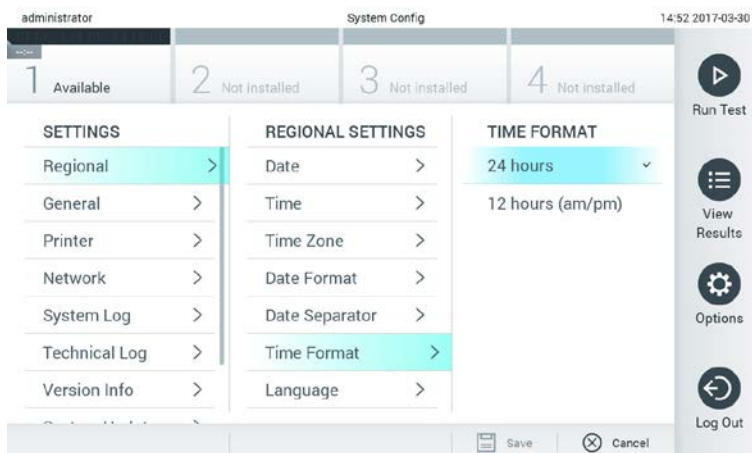 administrator
System Config
14:52 2017-03-30
--:--
1 Available
2 Not installed
3 Not installed
4 Not installed
Run Test
SETTINGS
Regional
General
Printer
Network
System Log
Technical Log
Version Info
REGIONAL SETTINGS
Date
Time
Time Zone
Date Format
Date Separator
Time Format
Language
TIME FORMAT
24 hours
12 hours (am/pm)
View
Results
Options
Log Out
Save
Cancel